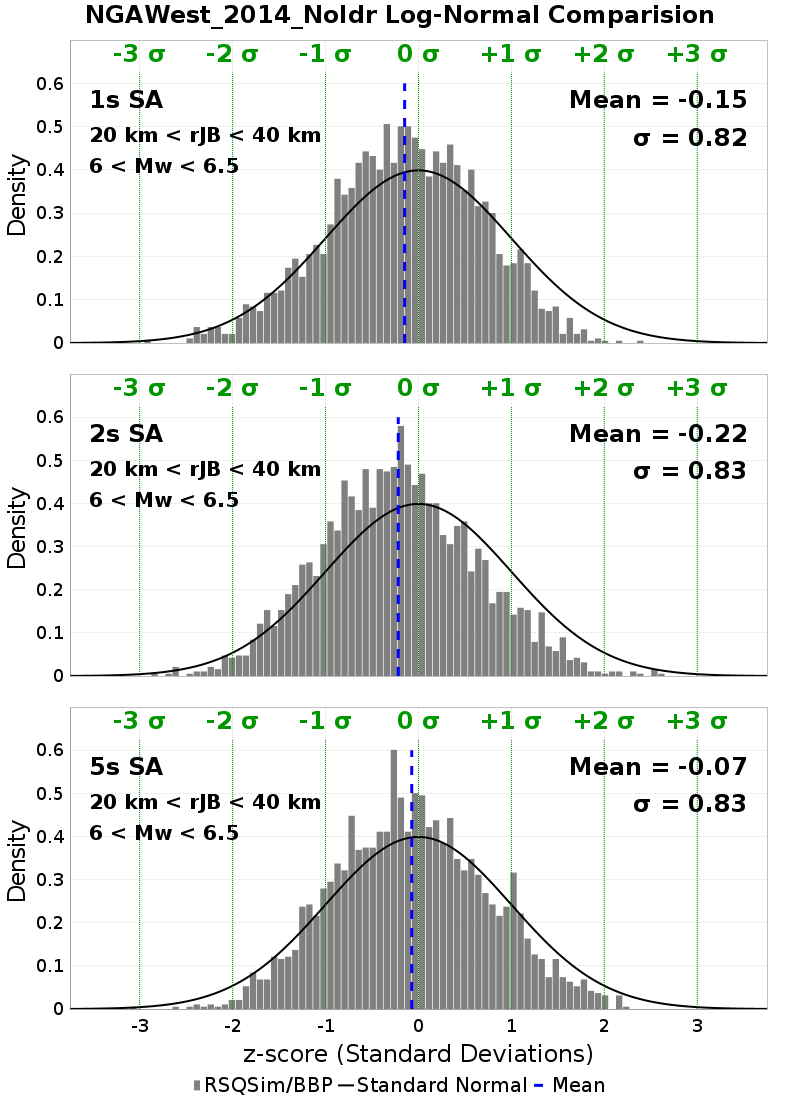 NGAWest_2014_NoIdr Log-Normal Comparision
-3 σ -2 σ -1 σ 0 σ +1 σ +2 σ +3 σ
0.6
1s SA Mean = -0.15
0.5
20 km < rJB < 40 km σ = 0.82
6 < Mw < 6.5
0.4
Density
0.3
0.2
0.1
0
-3 σ -2 σ -1 σ 0 σ +1 σ +2 σ +3 σ
0.6
2s SA Mean = -0.22
0.5
20 km < rJB < 40 km σ = 0.83
6 < Mw < 6.5
0.4
Density
0.3
0.2
0.1
0
-3 σ -2 σ -1 σ 0 σ +1 σ +2 σ +3 σ
0.6
5s SA Mean = -0.07
0.5
20 km < rJB < 40 km σ = 0.83
6 < Mw < 6.5
0.4
Density
0.3
0.2
0.1
0
-3 -2 -1 0 1 2 3
z-score (Standard Deviations)
RSQSim/BBP Standard Normal Mean